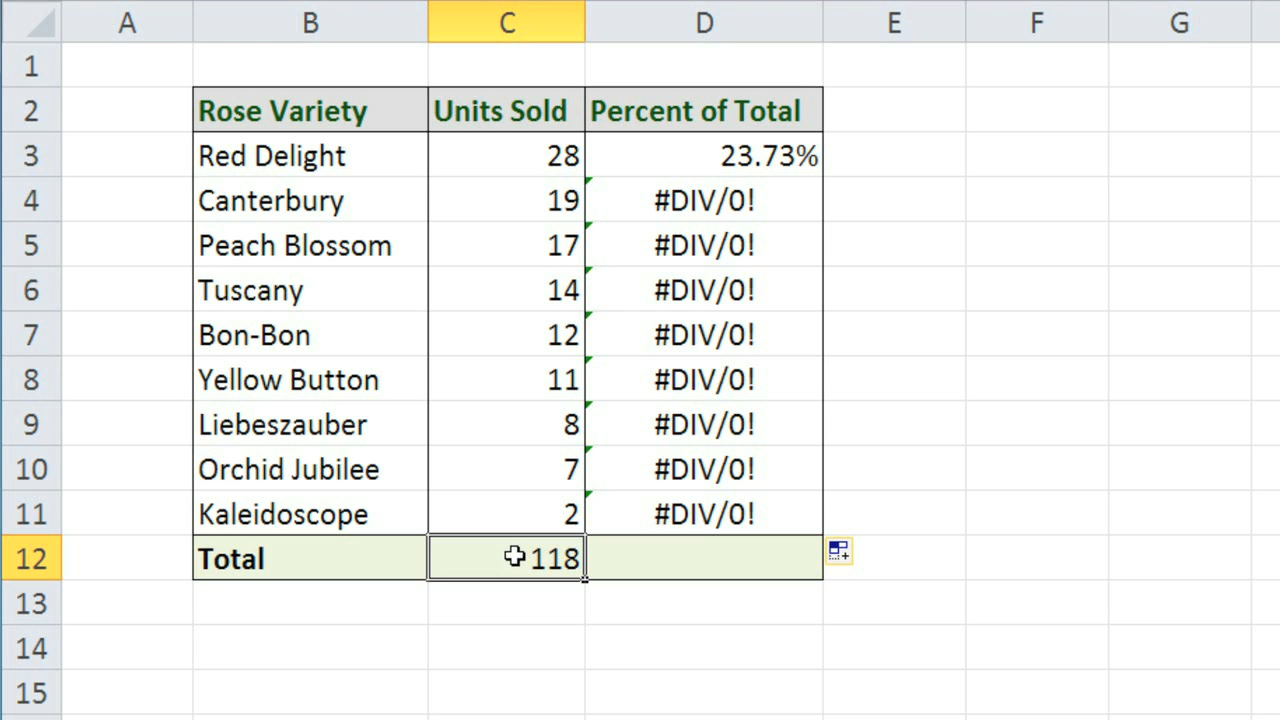 A B C D E F G
1
2 Rose Variety Units Sold Percent of Total
3 Red Delight 28 23.73%
4 Canterbury 19 #DIV/0!
5 Peach Blossom 17 #DIV/0!
6 Tuscany 14 #DIV/0!
7 Bon-Bon 12 #DIV/0!
8 Yellow Button 11 #DIV/0!
9 Liebeszauber 8 #DIV/0!
10 Orchid Jubilee 7 #DIV/0!
11 Kaleidoscope 2 #DIV/0!
12 Total 118
13
14
15